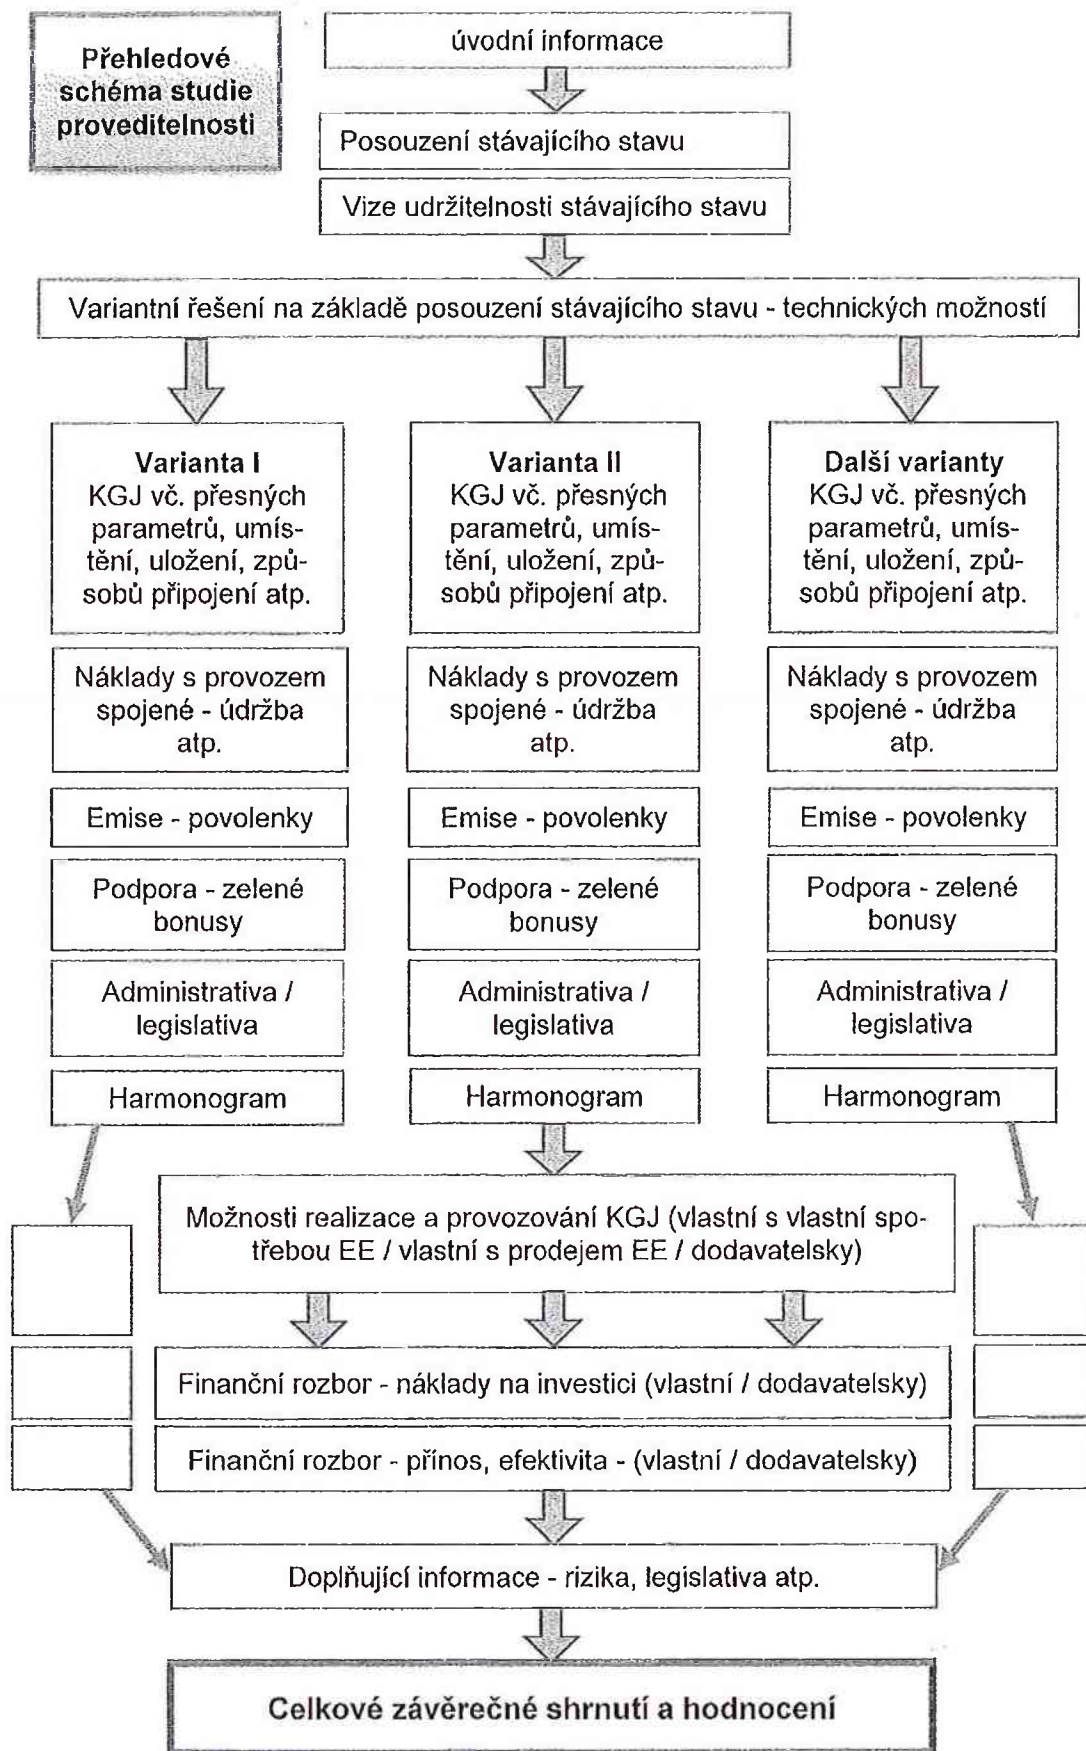 Přehledové
schéma studie
proveditelnosti
úvodní informace
Posouzení stávajícího stavu
Vize udržitelnosti stávajícího stavu
Variantní řešení na základě posouzení stávajícího stavu - technických možností
Varianta I
KGJ vč. přesných
parametrů, umís-
tění, uložení, způ-
sobů připojení atp.
Náklady s provozem
spojené - údržba
atp.
Emise - povolenky
Podpora - zelené
bonusy
Administrativa /
legislativa
Harmonogram
Varianta II
KGJ vč. přesných
parametrů, umís-
tění, uložení, způ-
sobů připojení atp.
Náklady s provozem
spojené - údržba
atp.
Emise - povolenky
Podpora - zelené
bonusy
Administrativa /
legislativa
Harmonogram
Další varianty
KGJ vč. přesných
parametrů, umís-
tění, uložení, způ-
sobů připojení atp.
Náklady s provozem
spojené - údržba
atp.
Emise - povolenky
Podpora - zelené
bonusy
Administrativa /
legislativa
Harmonogram
Možnosti realizace a provozování KGJ (vlastní s vlastní spo-
třebou EE / vlastní s prodejem EE / dodavatelsky)
Finanční rozbor - náklady na investici (vlastní / dodavatelsky)
Finanční rozbor - přínos, efektivita - (vlastní / dodavatelsky)
Doplňující informace - rizika, legislativa atp.
Celkové závěrečné shrnutí a hodnocení